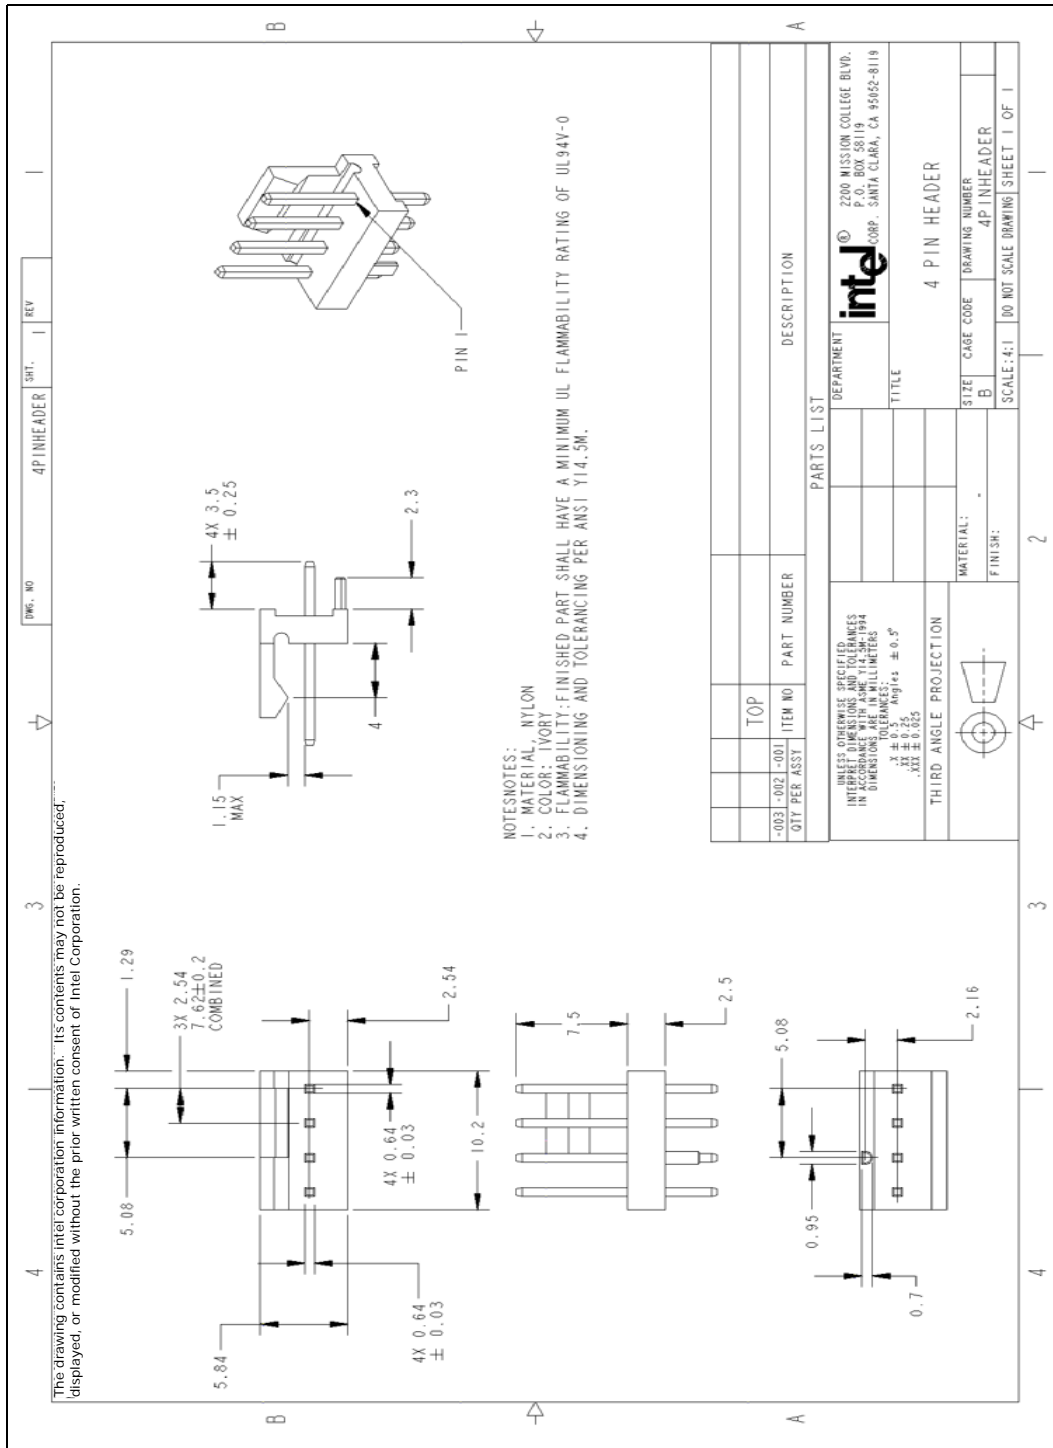 The drawing contains intel corporation information. Its contents may not be reproduced,
displayed, or modified without the prior written consent of Intel Corporation.
4
3
2
1
B
A
DWG. NO
4PINHEADER
SHT.
1
REV
5.08
1.29
3X 2.54
7.62±0.2
COMBINED
5.84
2.54
4X 0.64
± 0.03
4X 0.64
± 0.03
10.2
7.5
2.5
5.08
0.95
2.16
0.7
1.15
MAX
4X 3.5
± 0.25
4
2.3
PIN 1
NOTESNOTES:
1. MATERIAL, NYLON
2. COLOR: IVORY
3. FLAMMABILITY:FINISHED PART SHALL HAVE A MINIMUM UL FLAMMABILITY RATING OF UL94V-0
4. DIMENSIONING AND TOLERANCING PER ANSI Y14.5M.
TOP
-003 -002 -001
ITEM NO
PART NUMBER
DESCRIPTION
QTY PER ASSY
PARTS LIST
UNLESS OTHERWISE SPECIFIED
INTERPRET DIMENSIONS AND TOLERANCES
IN ACCORDANCE WITH ASME Y14.5M-1994
DIMENSIONS ARE IN MILLIMETERS
TOLERANCES:
.X ± 0.5 Angles ± 0.5°
.XX ± 0.25
.XXX ± 0.025
THIRD ANGLE PROJECTION
MATERIAL:
-
FINISH:
DEPARTMENT
intel®
CORP.
2200 MISSION COLLEGE BLVD.
P.O. BOX 58119
SANTA CLARA, CA 95052-8119
TITLE
4 PIN HEADER
SIZE
B
CAGE CODE
DRAWING NUMBER
4PINHEADER
SCALE:4:1
DO NOT SCALE DRAWING
SHEET 1 OF 1
B
A
4
3
2